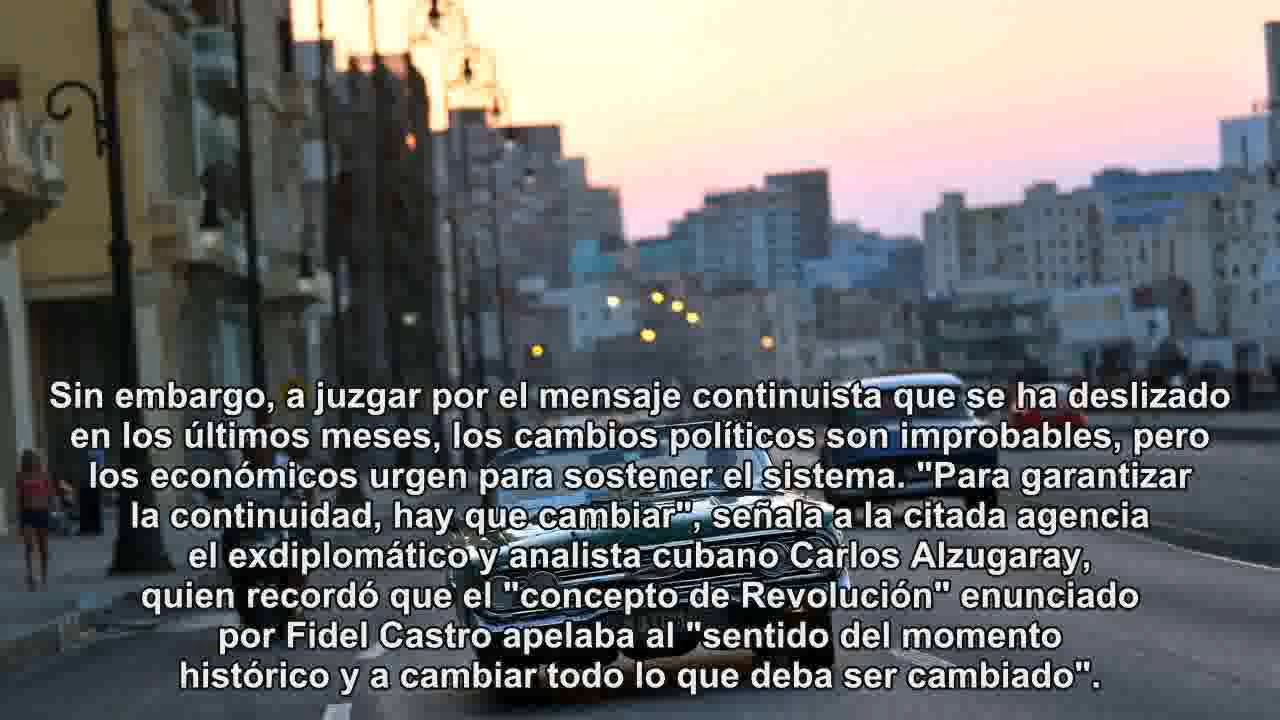 Sin embargo, a juzgar por el mensaje continuista que se ha deslizado
en los últimos meses, los cambios políticos son improbables, pero
los económicos urgen para sostener el sistema. "Para garantizar
la continuidad, hay que cambiar", señala a la citada agencia
el exdiplomático y analista cubano Carlos Alzugaray,
quien recordó que el "concepto de Revolución" enunciado
por Fidel Castro apelaba al "sentido del momento
histórico y a cambiar todo lo que deba ser cambiado".